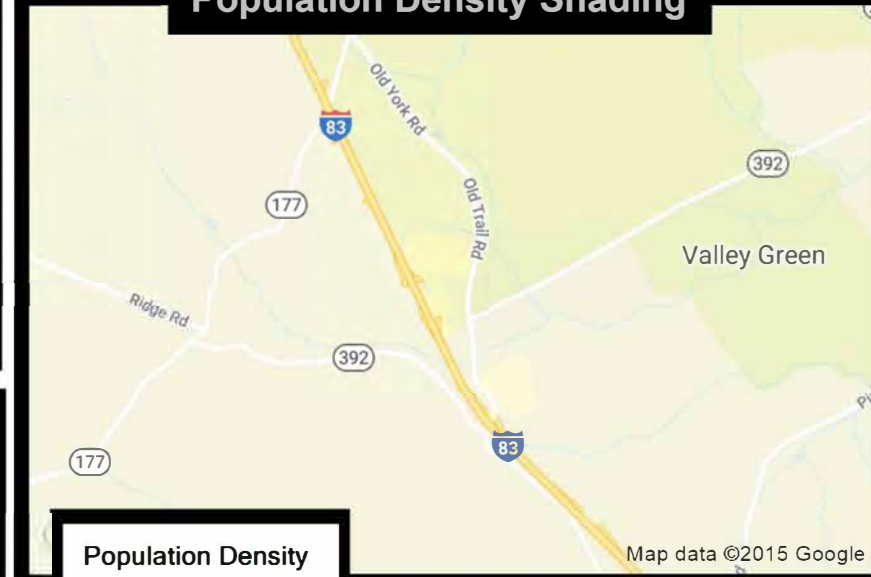 Population Density Shading
Old York Rd
83
392
177
Old Trail Rd
Valley Green
Ridge Rd
392
83
177
Population Density
Map data ©2015 Google